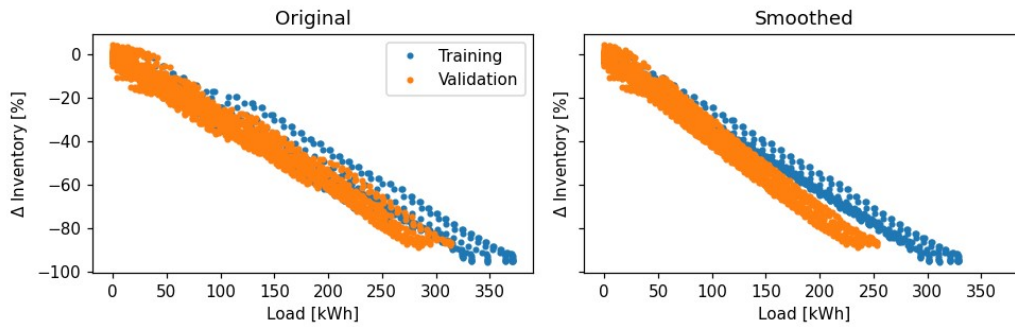 Original
Smoothed
Training
Validation
Δ Inventory [%]
0
−20
−40
−60
−80
−100
0
50
100
150
200
250
300
350
Load [kWh]
Δ Inventory [%]
0
50
100
150
200
250
300
350
Load [kWh]